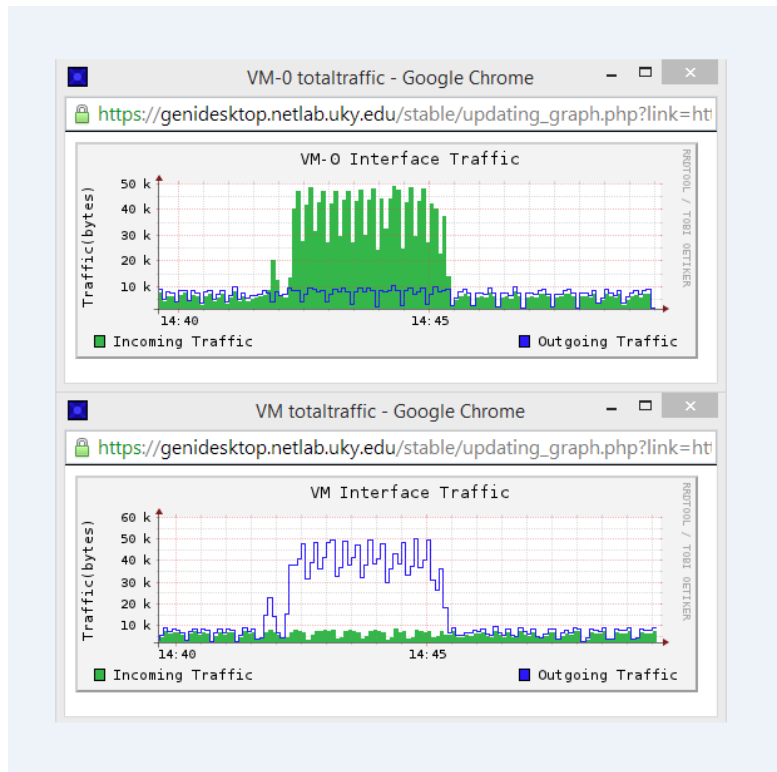 VM-0 totaltraffic - Google Chrome
https://genidesktop.netlab.uky.edu/stable/updating_graph.php?link=htt
VM-0 Interface Traffic
RRDTOOL / TOBI OETIKER
Traffic(bytes)
50 k
40 k
30 k
20 k
10 k
14:40 14:45
Incoming Traffic Outgoing Traffic
VM totaltraffic - Google Chrome
https://genidesktop.netlab.uky.edu/stable/updating_graph.php?link=htt
VM Interface Traffic
RRDTOOL / TOBI OETIKER
Traffic(bytes)
60 k
50 k
40 k
30 k
20 k
10 k
14:40 14:45
Incoming Traffic Outgoing Traffic